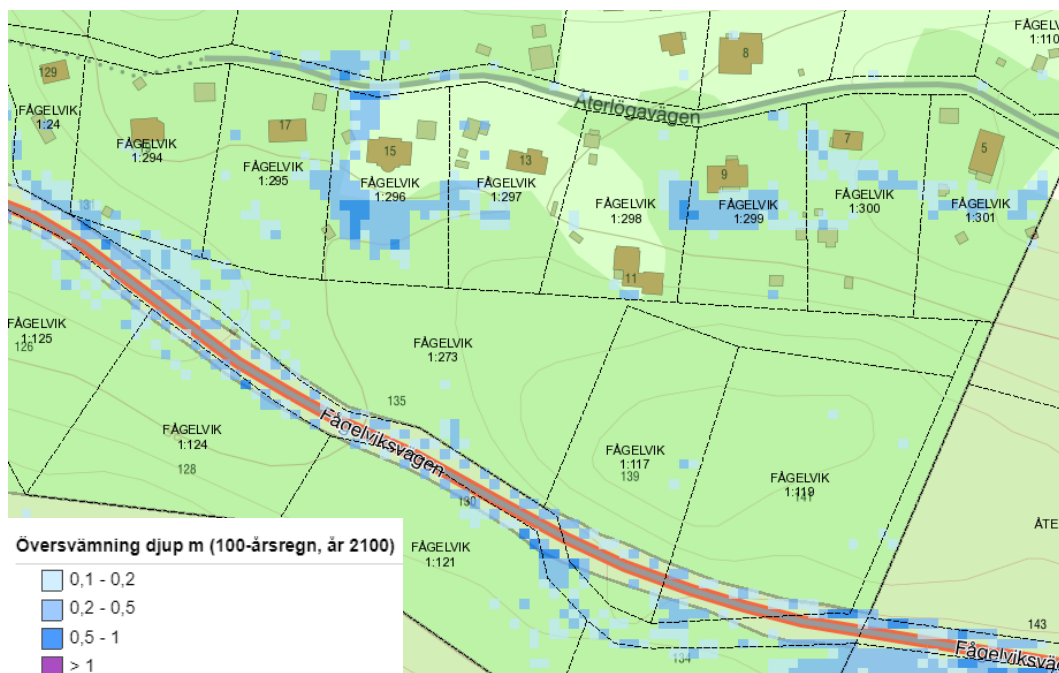 FÅGELVIK
1:110
8
129
Återlögavägen
FÅGELVIK
1:24
17
FÅGELVIK
1:294
15
FÅGELVIK
1:295
13
7
5
9
FÅGELVIK
1:296
FÅGELVIK
1:297
FÅGELVIK
1:298
FÅGELVIK
1:299
FÅGELVIK
1:300
FÅGELVIK
1:301
131
11
FÅGELVIK
1:125
126
FÅGELVIK
1:273
135
FÅGELVIK
1:124
128
Fågelviksvägen
130
FÅGELVIK
1:117
139
FÅGELVIK
1:119
141
ÅTE
FÅGELVIK
1:121
143
134
Fågelviksvä
Översvämning djup m (100-årsregn, år 2100)
0,1 - 0,2
0,2 - 0,5
0,5 - 1
> 1